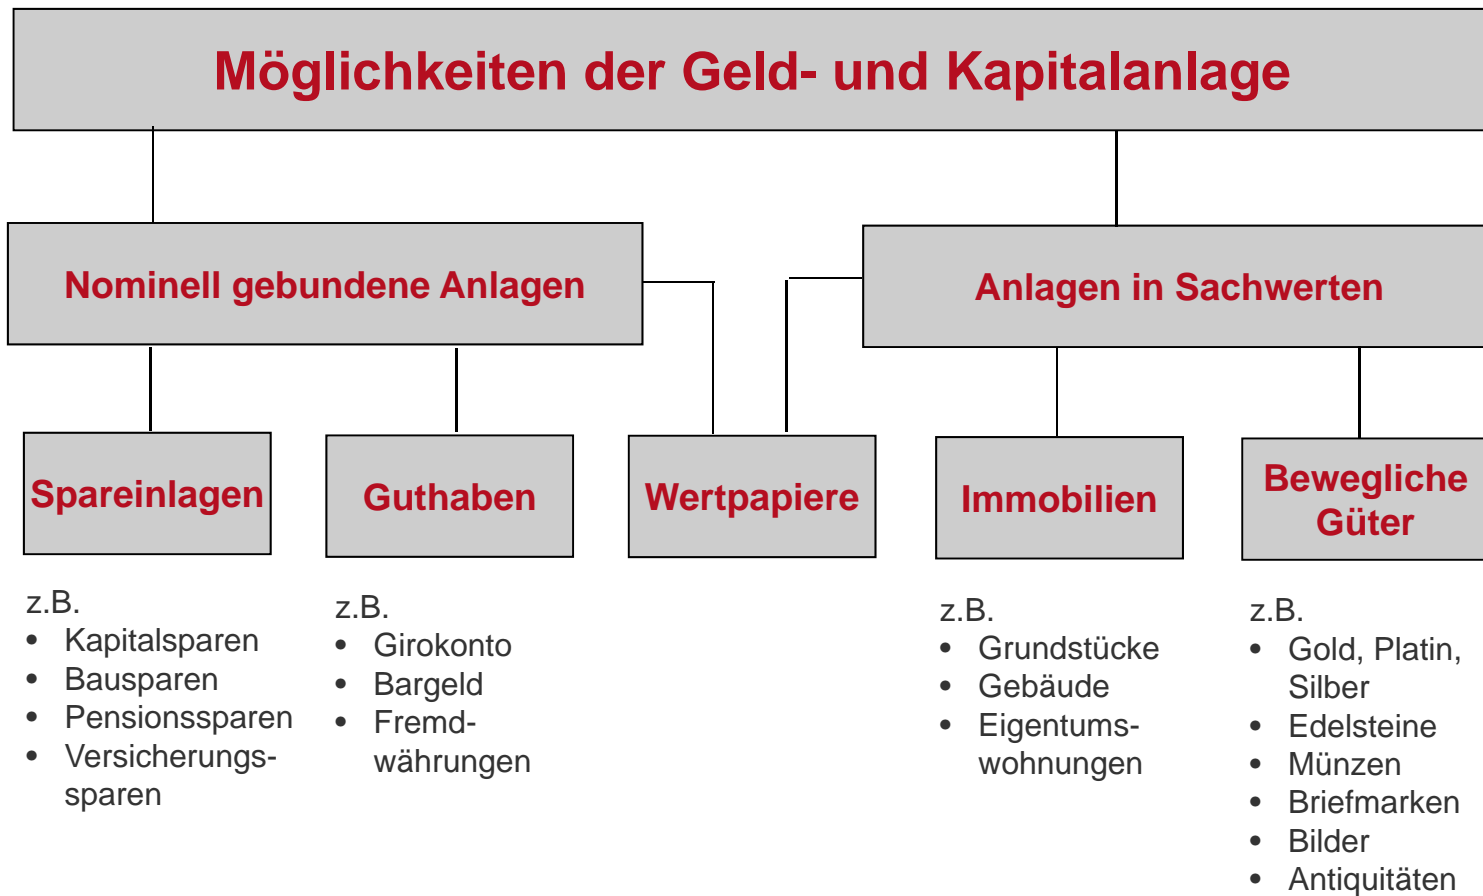 Möglichkeiten der Geld- und Kapitalanlage
Nominell gebundene Anlagen
Anlagen in Sachwerten
Spareinlagen
Guthaben
Wertpapiere
Immobilien
Bewegliche
Güter
z.B.
• Kapitalsparen
• Bausparen
• Pensionssparen
• Versicherungs-
sparen
z.B.
• Girokonto
• Bargeld
• Fremd-
währungen
z.B.
• Grundstücke
• Gebäude
• Eigentums-
wohnungen
z.B.
• Gold, Platin,
Silber
• Edelsteine
• Münzen
• Briefmarken
• Bilder
• Antiquitäten